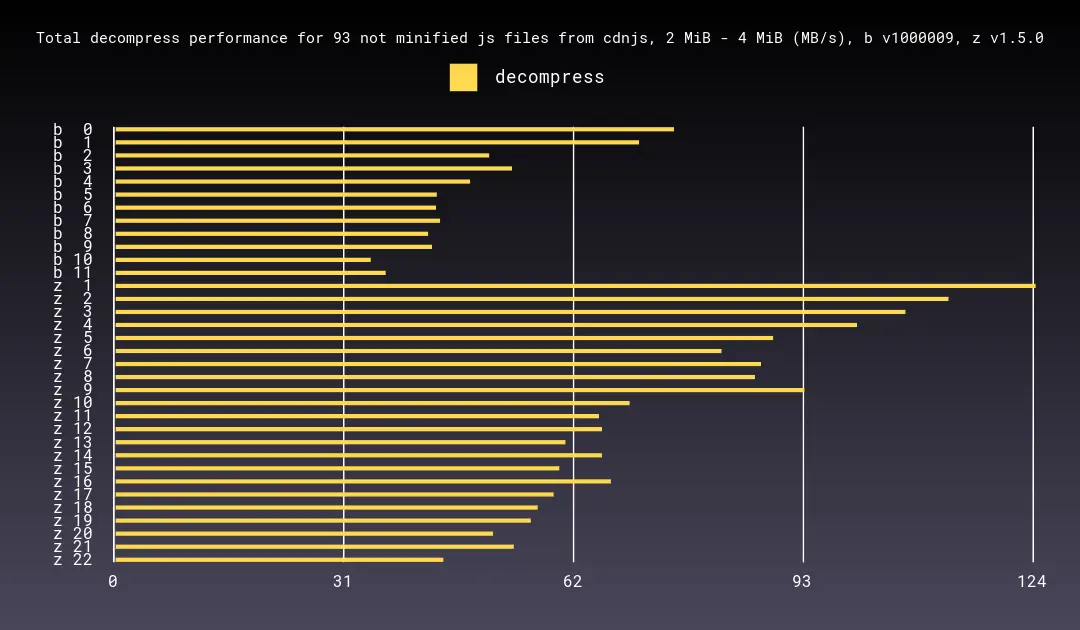 Total decompress performance for 93 not minified js files from cdnjs, 2 MiB - 4 MiB (MB/s), b v1000009, z v1.5.0
decompress
b 0
b 1
b 2
b 3
b 4
b 5
b 6
b 7
b 8
b 9
b 10
b 11
z 1
z 2
z 3
z 4
z 5
z 6
z 7
z 8
z 9
z 10
z 11
z 12
z 13
z 14
z 15
z 16
z 17
z 18
z 19
z 20
z 21
z 22
0 31 62 93 124